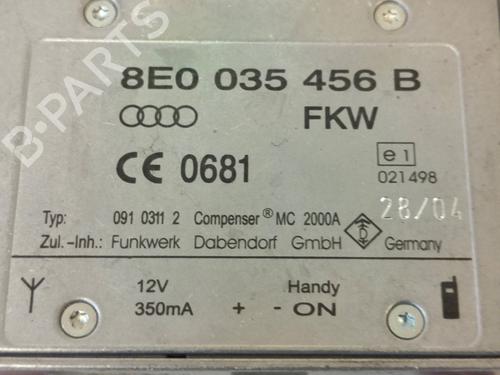 8E0 035 456 B
FKW
CE 0681
e1
021498
28/04
Typ: 091 0311 2 Compenser® MC 2000A
D
Zul.-Inh.: Funkwerk Dabendorf GmbH Germany
12V Handy
350mA + - ON
B-PARTS